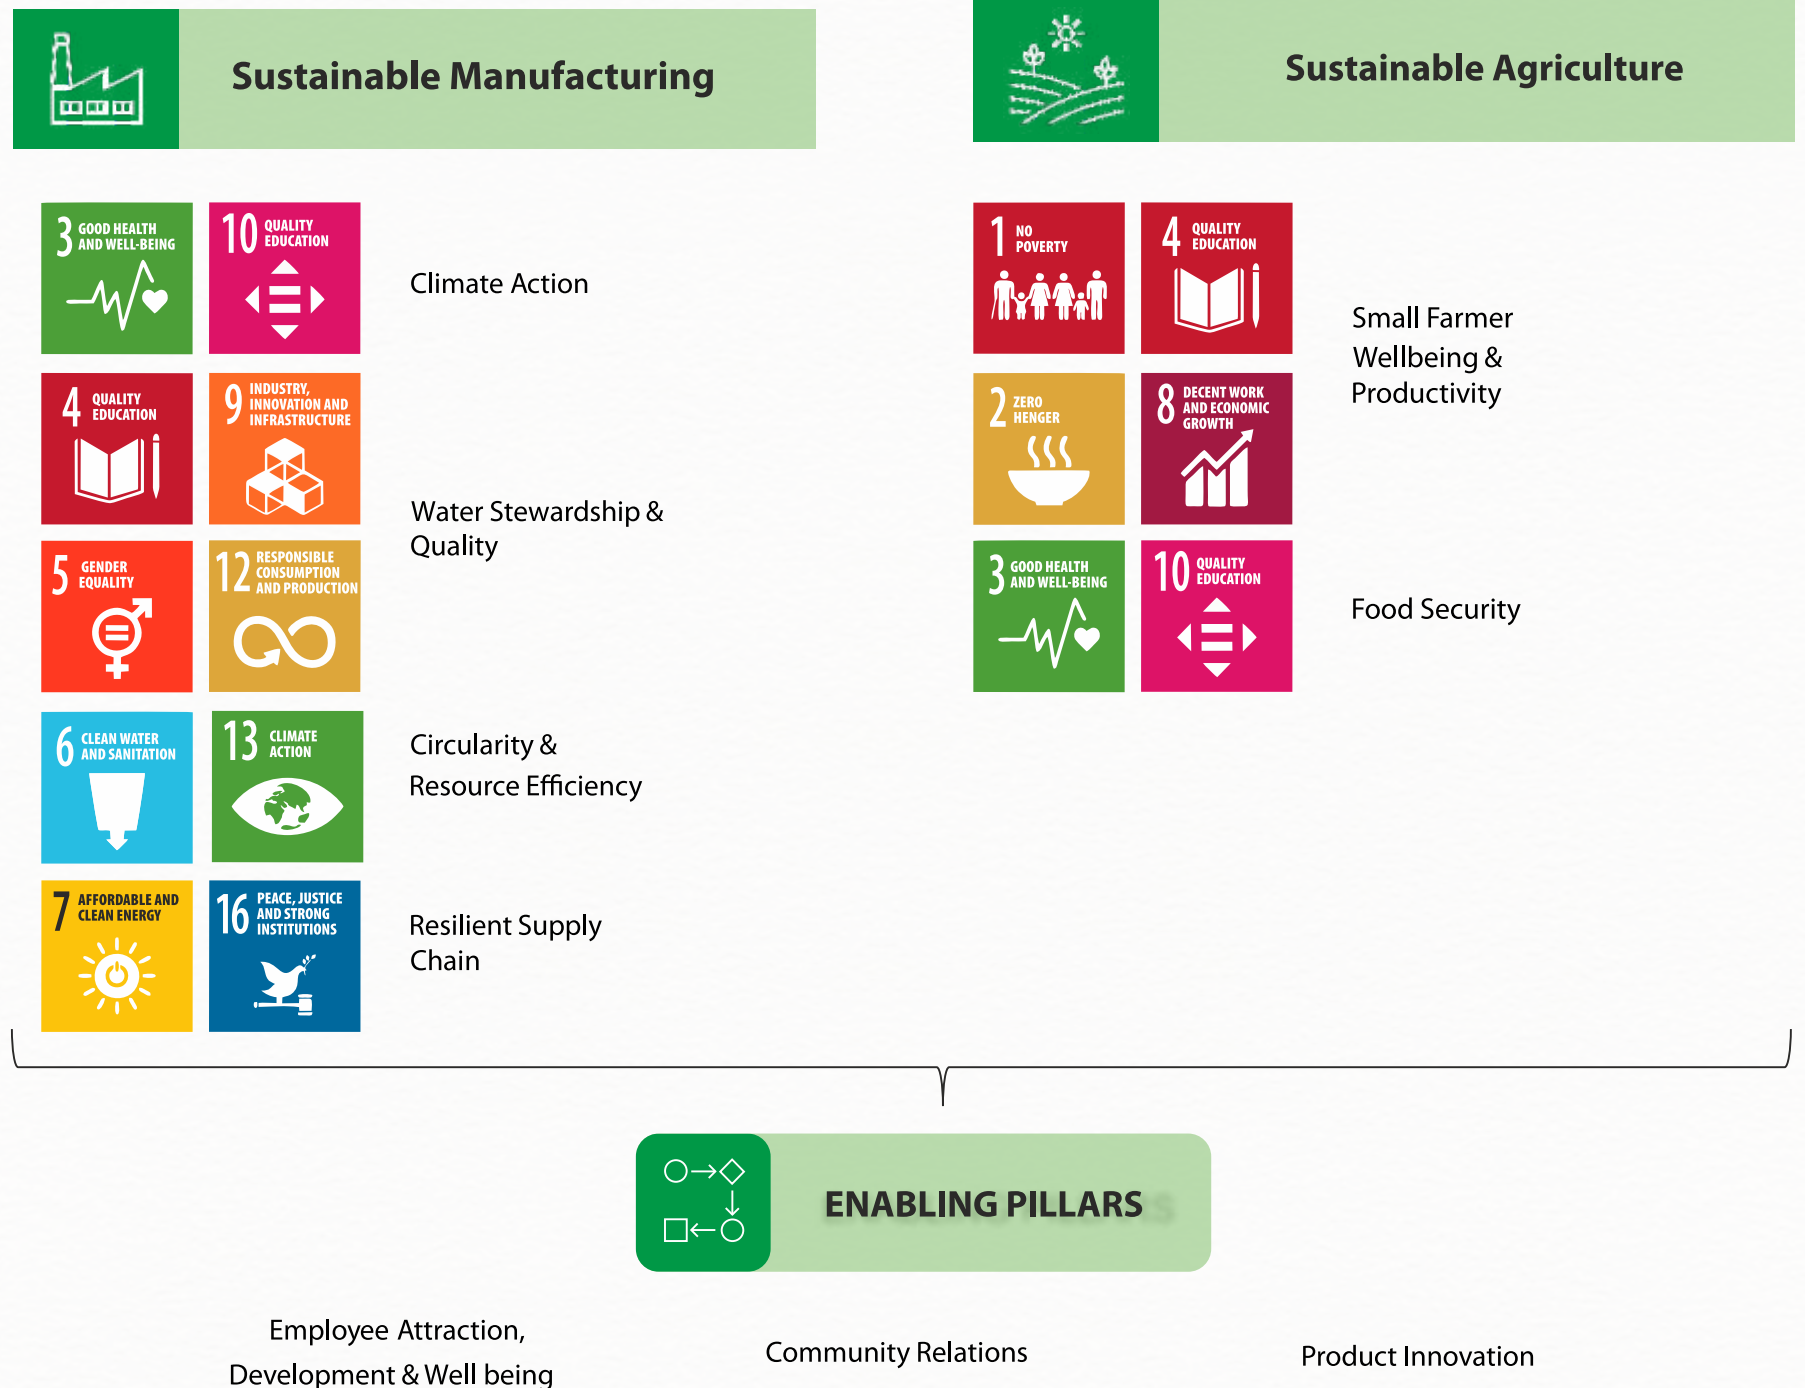 Sustainable Manufacturing
Sustainable Agriculture
3 GOOD HEALTH
AND WELL-BEING
10 QUALITY
EDUCATION
Climate Action
4 QUALITY
EDUCATION
9 INDUSTRY,
INNOVATION AND
INFRASTRUCTURE
Water Stewardship &
Quality
5 GENDER
EQUALITY
12 RESPONSIBLE
CONSUMPTION
AND PRODUCTION
6 CLEAN WATER
AND SANITATION
13 CLIMATE
ACTION
Circularity &
Resource Efficiency
7 AFFORDABLE AND
CLEAN ENERGY
16 PEACE, JUSTICE
AND STRONG
INSTITUTIONS
Resilient Supply
Chain
1 NO
POVERTY
4 QUALITY
EDUCATION
Small Farmer
Wellbeing &
Productivity
2 ZERO
HENGER
8 DECENT WORK
AND ECONOMIC
GROWTH
3 GOOD HEALTH
AND WELL-BEING
10 QUALITY
EDUCATION
Food Security
ENABLING PILLARS
Employee Attraction,
Development & Well being
Community Relations
Product Innovation